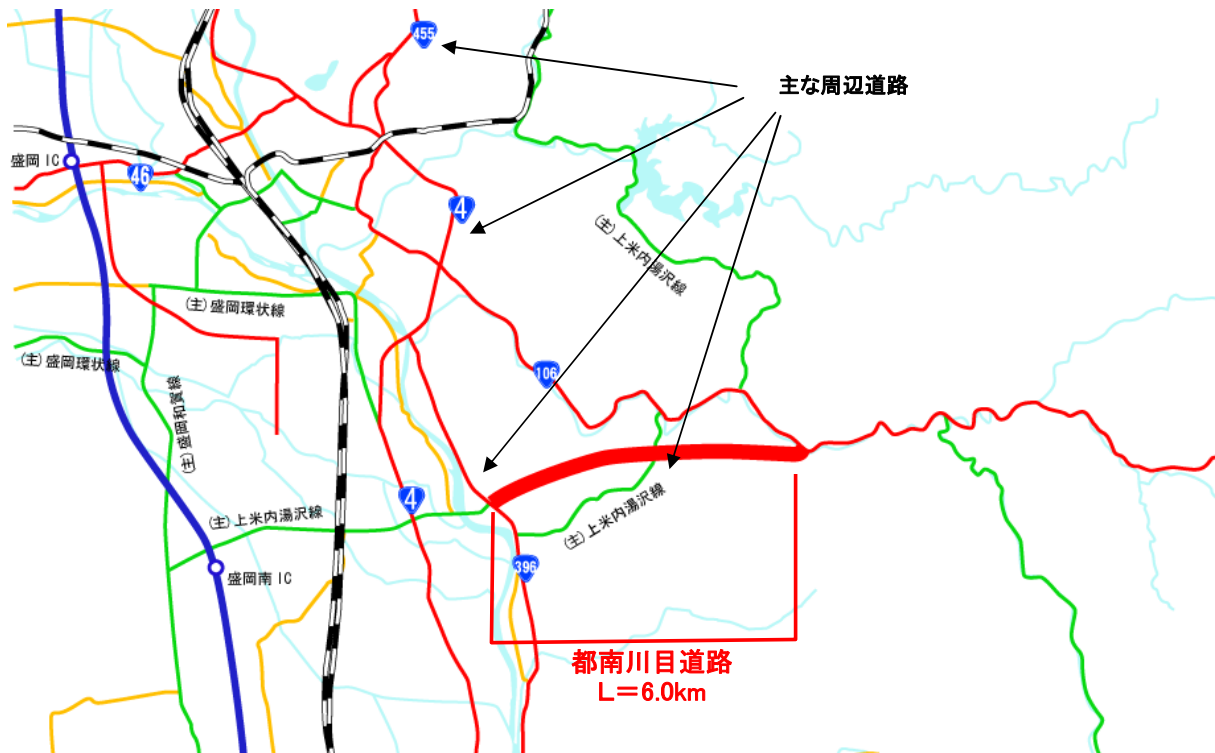 455
主な周辺道路
盛岡 IC
46
4
(主)上米内湯沢線
(主)盛岡環状線
(主)盛岡環状線
106
(主)盛岡和賀線
4
(主)上米内湯沢線
(主)上米内湯沢線
盛岡南 IC
396
都南川目道路
L=6.0km